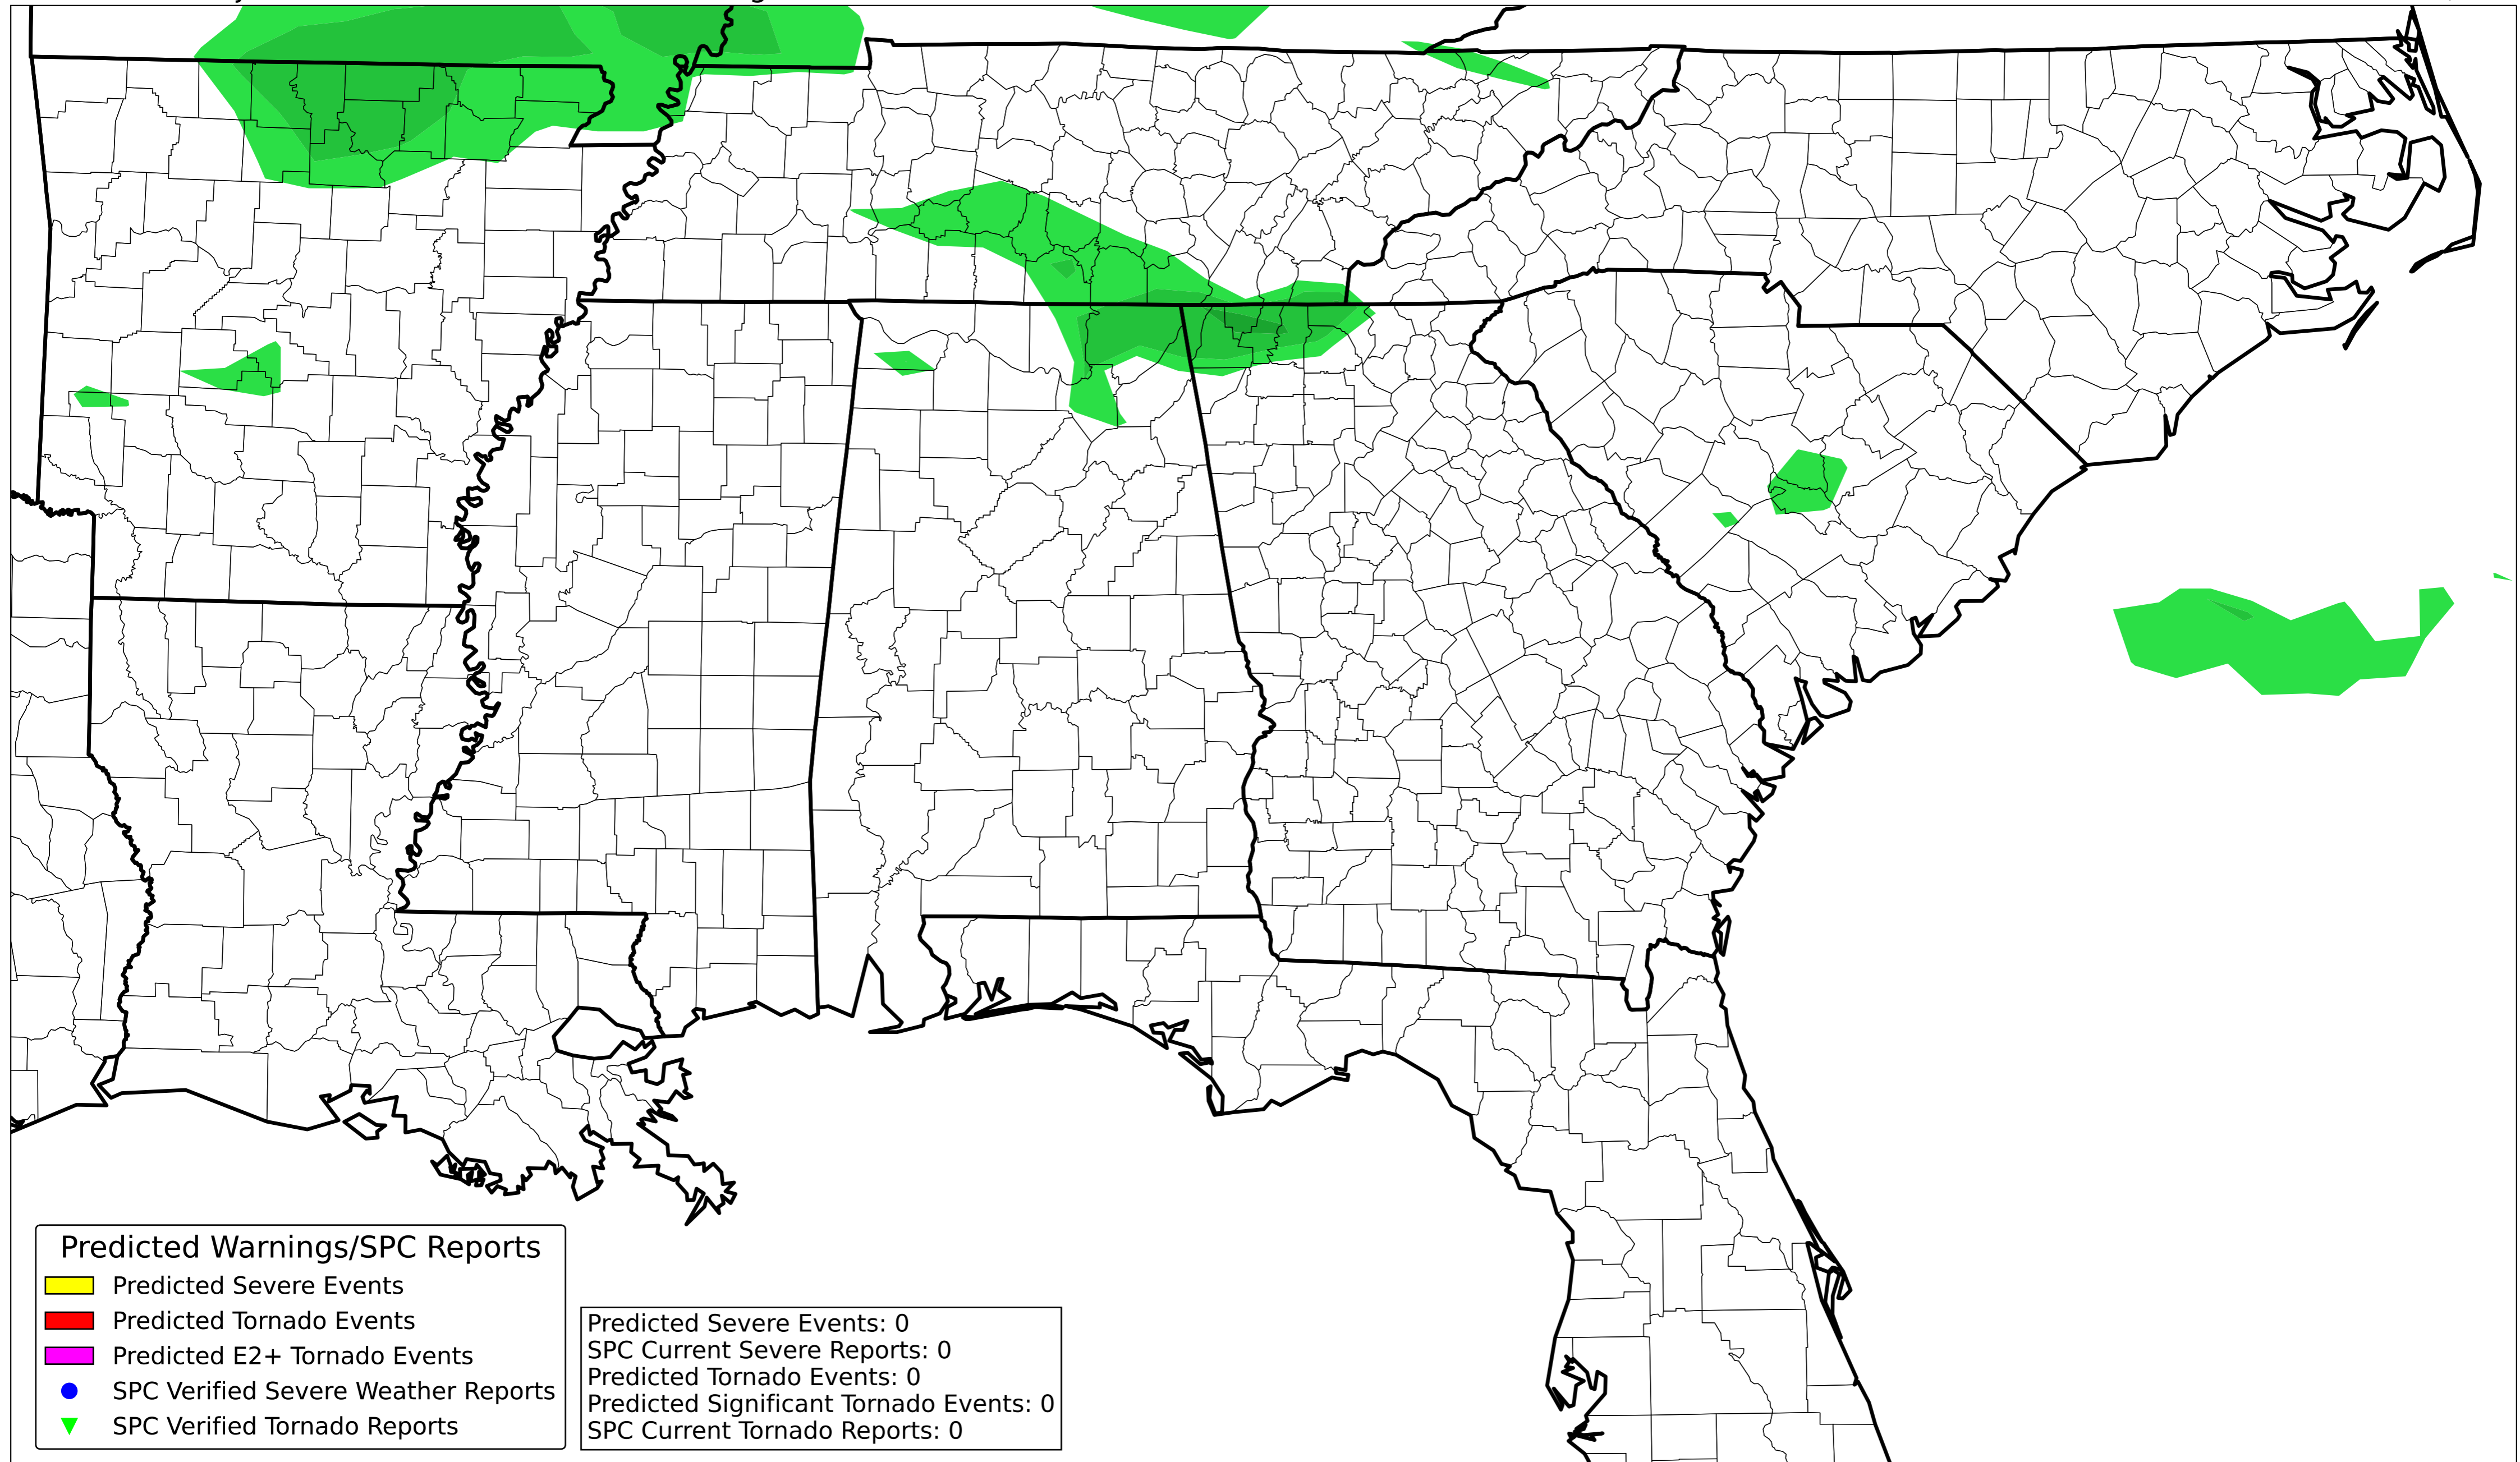 Predicted Warnings/SPC Reports
Predicted Severe Events
Predicted Tornado Events
Predicted E2+ Tornado Events
SPC Verified Severe Weather Reports
SPC Verified Tornado Reports
Predicted Severe Events: 0
SPC Current Severe Reports: 0
Predicted Tornado Events: 0
Predicted Significant Tornado Events: 0
SPC Current Tornado Reports: 0